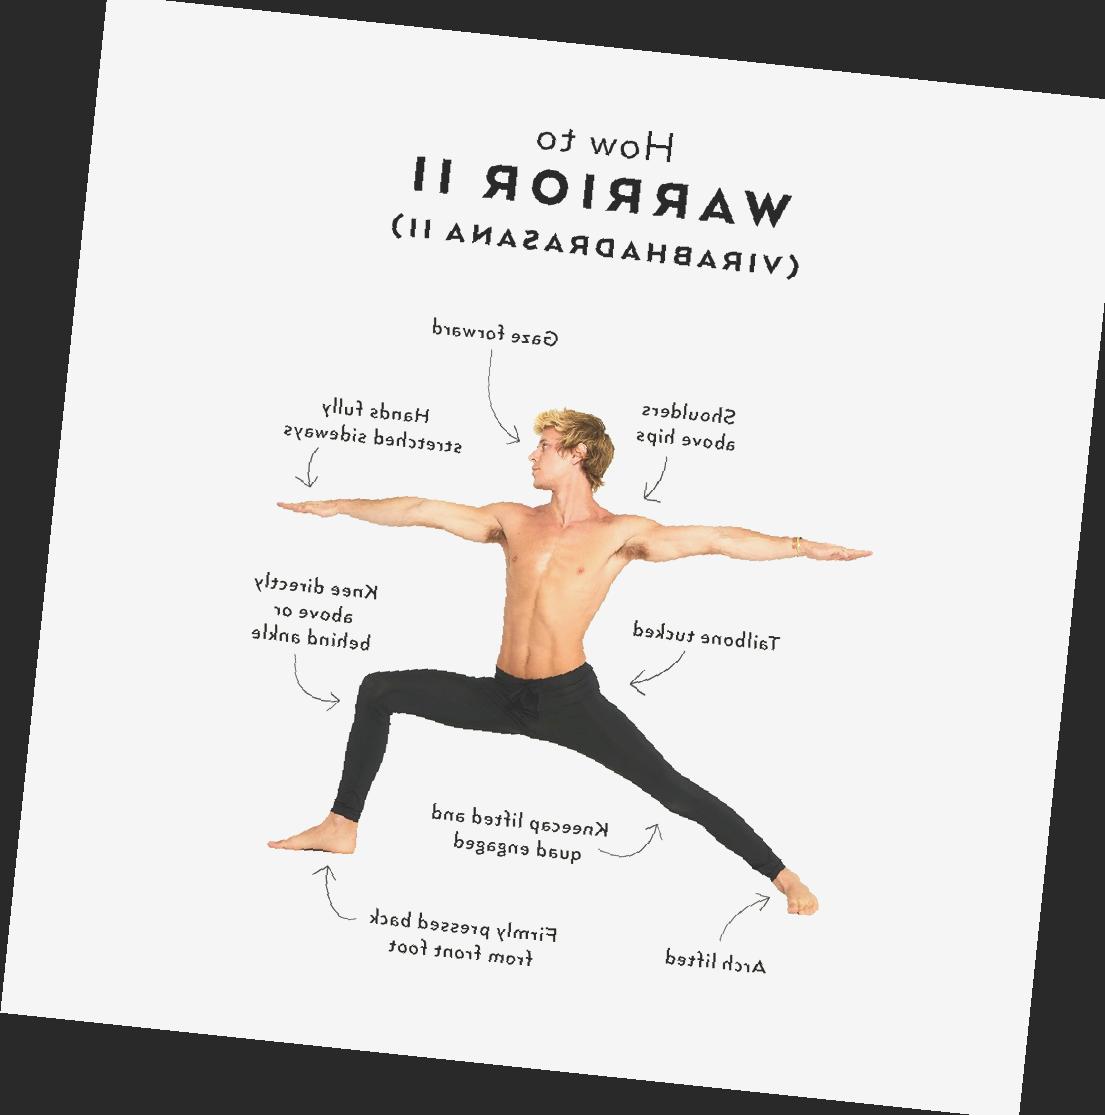 How to
WARRIOR II
(VIRABHADRASANA II)
Gaze forward
Hands fully
stretched sideways
Shoulders
above hips
Knee directly
above or
behind ankle
Tailbone tucked
Kneecap lifted and
quad engaged
Firmly pressed back
from front foot
Arch lifted